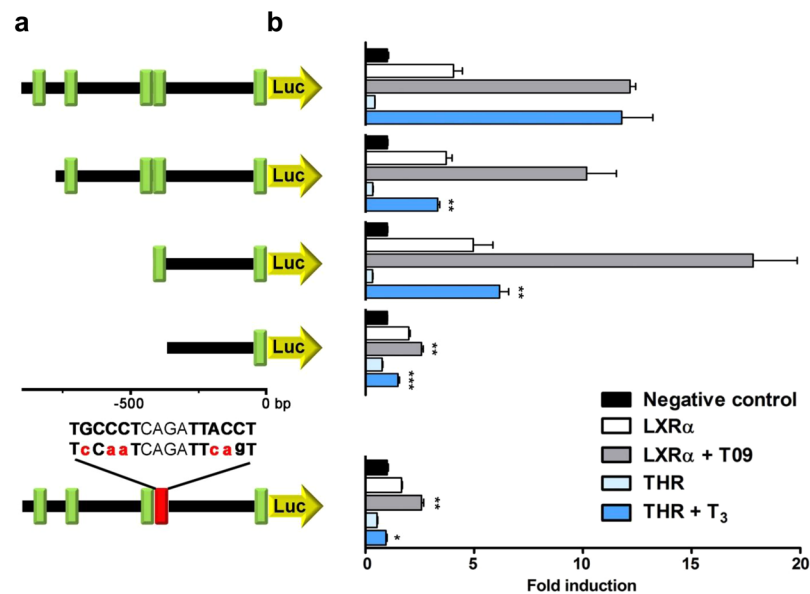 a
b
Luc
**
Luc
**
Luc
**
***
Luc
-500
0 bp
TGCCCTCAGATTACCT
TcCaaTCAGATTcagT
Luc
**
*
Negative control
LXRα
LXRα + T09
THR
THR + T₃
0
5
10
15
20
Fold induction